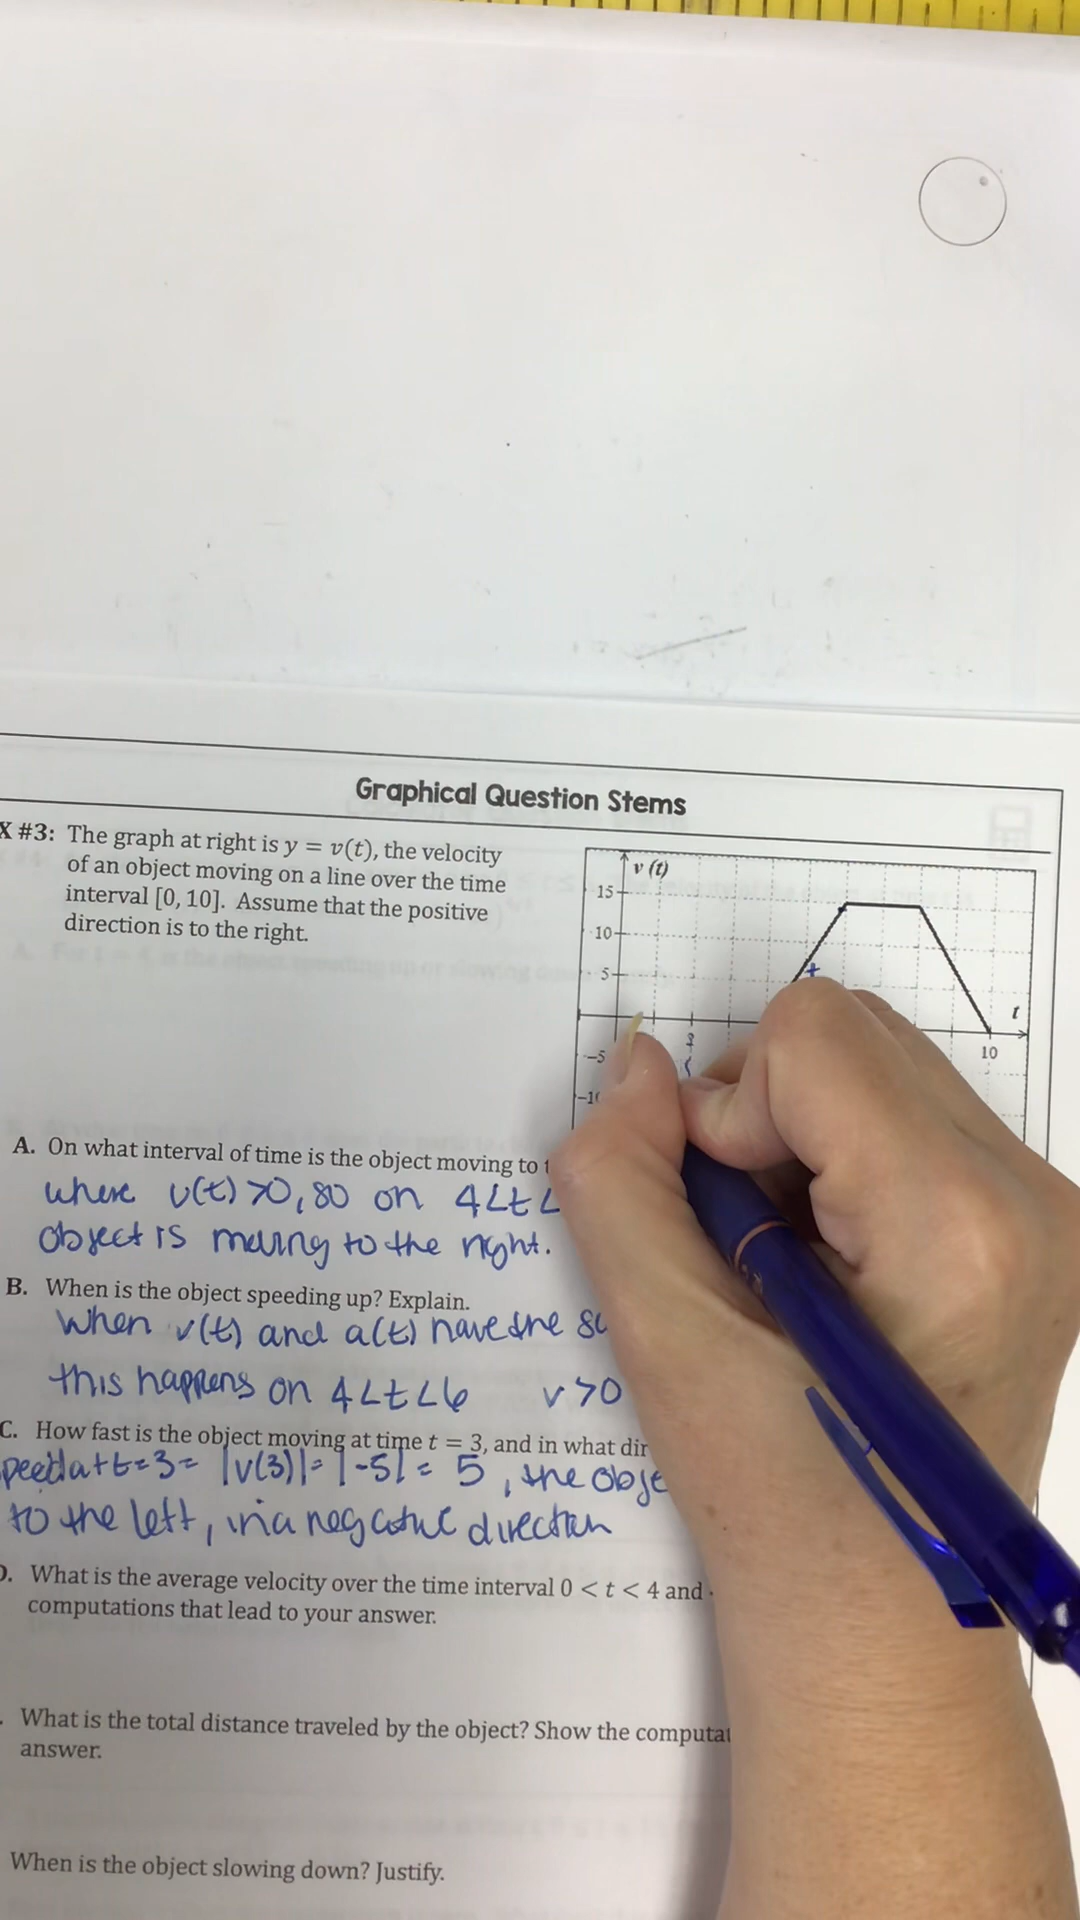 Graphical Question Stems
X #3: The graph at right is y = v(t), the velocity
of an object moving on a line over the time
interval [0, 10]. Assume that the positive
direction is to the right.
v (t)
15
10
5
+
t
3
-5
10
A. On what interval of time is the object moving to
where v(t) >0, so on 4<t<
object is moving to the right.
B. When is the object speeding up? Explain.
When v(t) and a(t) have the
this happens on 4<t<6 v>0
C. How fast is the object moving at time t = 3, and in what dir
peed at t=3 = |v(3)| = |-5| = 5, the obje
to the left, in a negative direction
D. What is the average velocity over the time interval 0 < t < 4 and
computations that lead to your answer.
What is the total distance traveled by the object? Show the computat
answer.
When is the object slowing down? Justify.